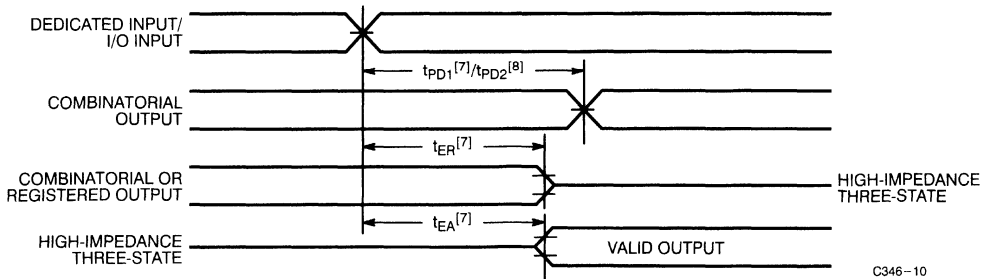 DEDICATED INPUT/
I/O INPUT
tPD1[7]/tPD2[8]
COMBINATORIAL
OUTPUT
tER[7]
COMBINATORIAL OR
REGISTERED OUTPUT
HIGH-IMPEDANCE
THREE-STATE
tEA[7]
HIGH-IMPEDANCE
THREE-STATE
VALID OUTPUT
C346-10